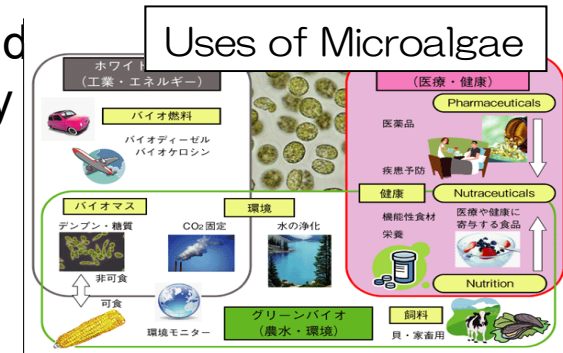 d
y
Uses of Microalgae
ホワイト
(工業・エネルギー)
バイオ燃料
バイオディーゼル
バイオケロシン
(医療・健康)
Pharmaceuticals
医薬品
疾患予防
健康
Nutraceuticals
機能性食材
栄養
医療や健康に
寄与する食品
Nutrition
バイオマス
デンプン・糖質
環境
CO2固定
水の浄化
非可食
可食
環境モニター
グリーンバイオ
(農水・環境)
飼料
貝・家畜用